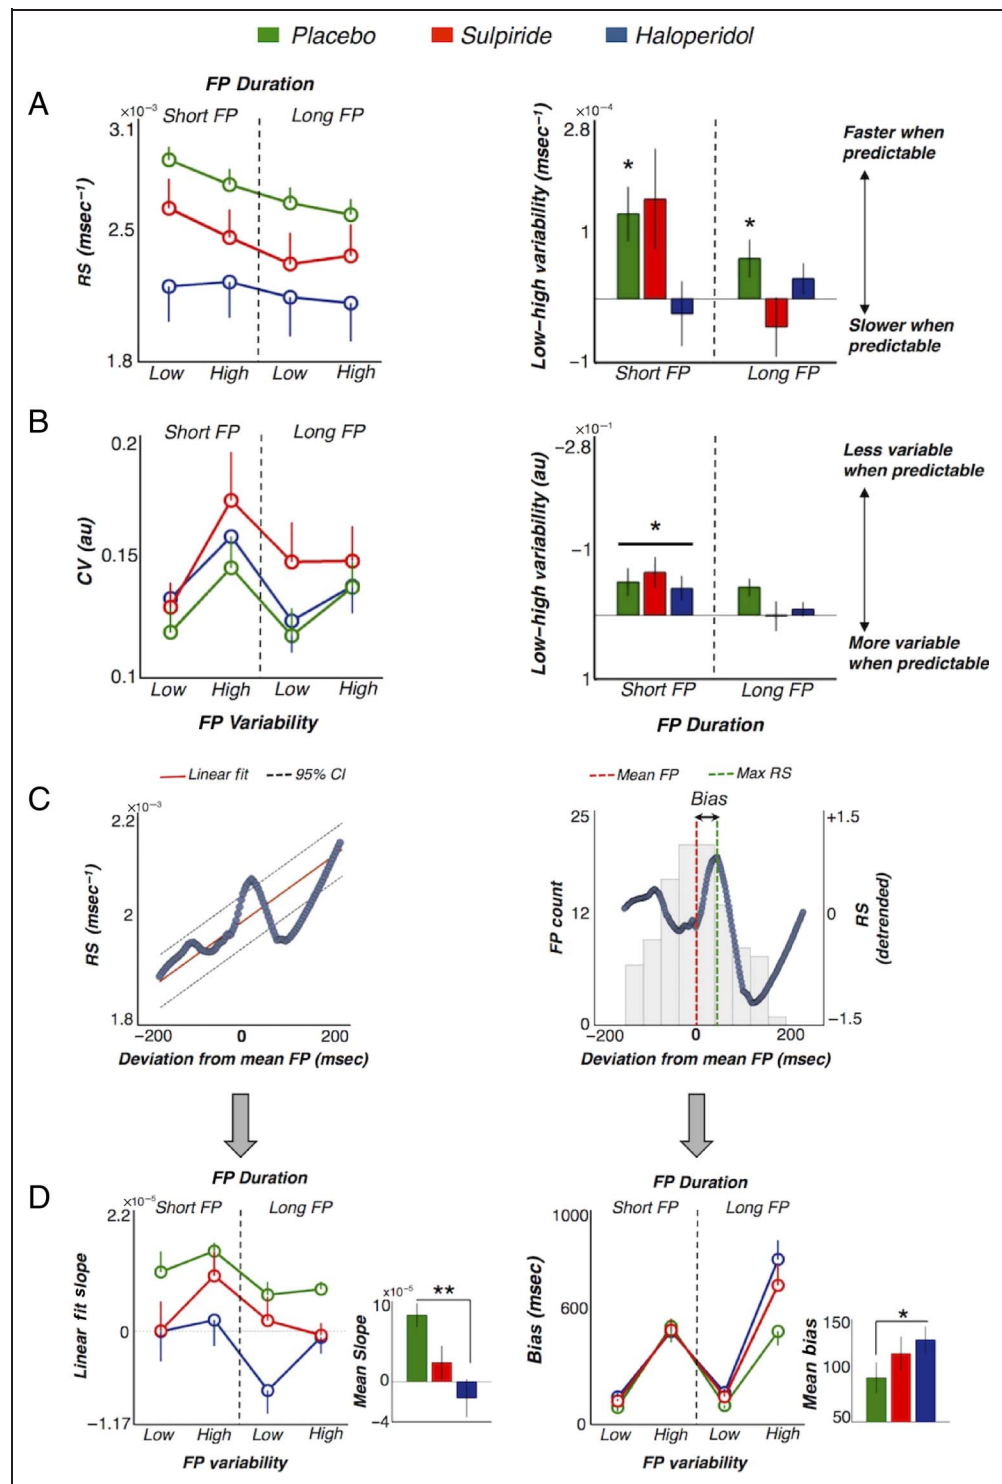 Placebo Sulpiride Haloperidol
A
FP Duration
×10⁻³
Short FP Long FP
3.1
2.5
1.8
RS (msec⁻¹)
Low High Low High
×10⁻⁴
2.8
1
−1
Low−high variability (msec⁻¹)
*
*
Short FP Long FP
Faster when
predictable
Slower when
predictable
B
Short FP Long FP
0.2
0.15
0.1
CV (au)
Low High Low High
FP Variability
×10⁻¹
−2.8
−1
1
Low−high variability (au)
*
Short FP Long FP
FP Duration
Less variable
when predictable
More variable
when predictable
C
Linear fit 95% CI
×10⁻³
2.2
2
1.8
RS (msec⁻¹)
−200 0 200
Deviation from mean FP (msec)
Mean FP Max RS
Bias
25
12
0
FP count
+1.5
0
−1.5
RS
(detrended)
−200 0 200
Deviation from mean FP (msec)
D
FP Duration
×10⁻⁵
Short FP Long FP
2.2
0
−1.17
Linear fit slope
Low High Low High
FP variability
×10⁻⁵
10
0
−4
Mean Slope
**
FP Duration
Short FP Long FP
1000
600
0
Bias (msec)
Low High Low High
FP variability
150
100
50
Mean bias
*